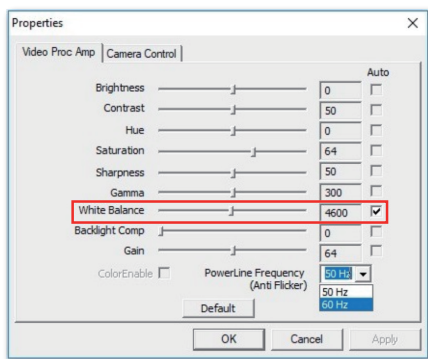 Properties
Video Proc Amp Camera Control
Auto
Brightness 0
Contrast 50
Hue 0
Saturation 64
Sharpness 50
Gamma 300
White Balance 4600
Backlight Comp 0
Gain 64
ColorEnable PowerLine Frequency 50 Hz
(Anti Flicker)
50 Hz
60 Hz
Default
OK Cancel Apply